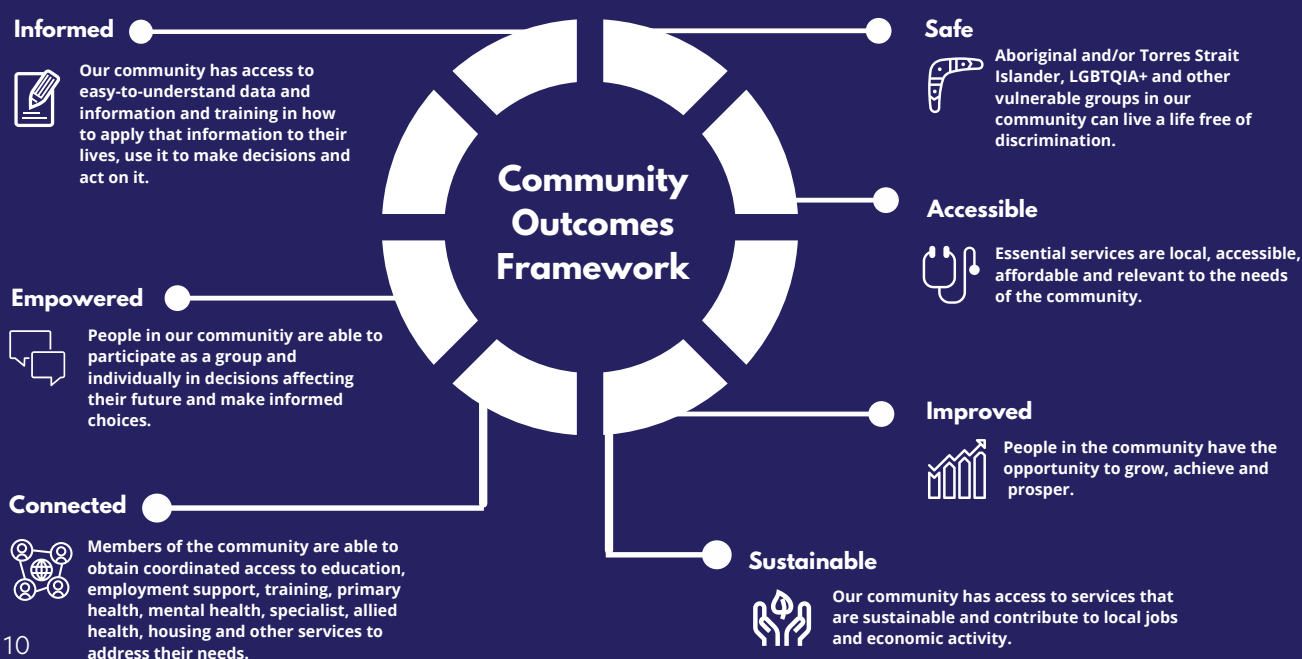 Informed
Our community has access to
easy-to-understand data and
information and training in how
to apply that information to their
lives, use it to make decisions and
act on it.
Empowered
People in our communitiy are able to
participate as a group and
individually in decisions affecting
their future and make informed
choices.
Connected
Members of the community are able to
obtain coordinated access to education,
employment support, training, primary
health, mental health, specialist, allied
health, housing and other services to
address their needs.
10
Community
Outcomes
Framework
Safe
Aboriginal and/or Torres Strait
Islander, LGBTQIA+ and other
vulnerable groups in our
community can live a life free of
discrimination.
Accessible
Essential services are local, accessible,
affordable and relevant to the needs
of the community.
Improved
People in the community have the
opportunity to grow, achieve and
prosper.
Sustainable
Our community has access to services that
are sustainable and contribute to local jobs
and economic activity.